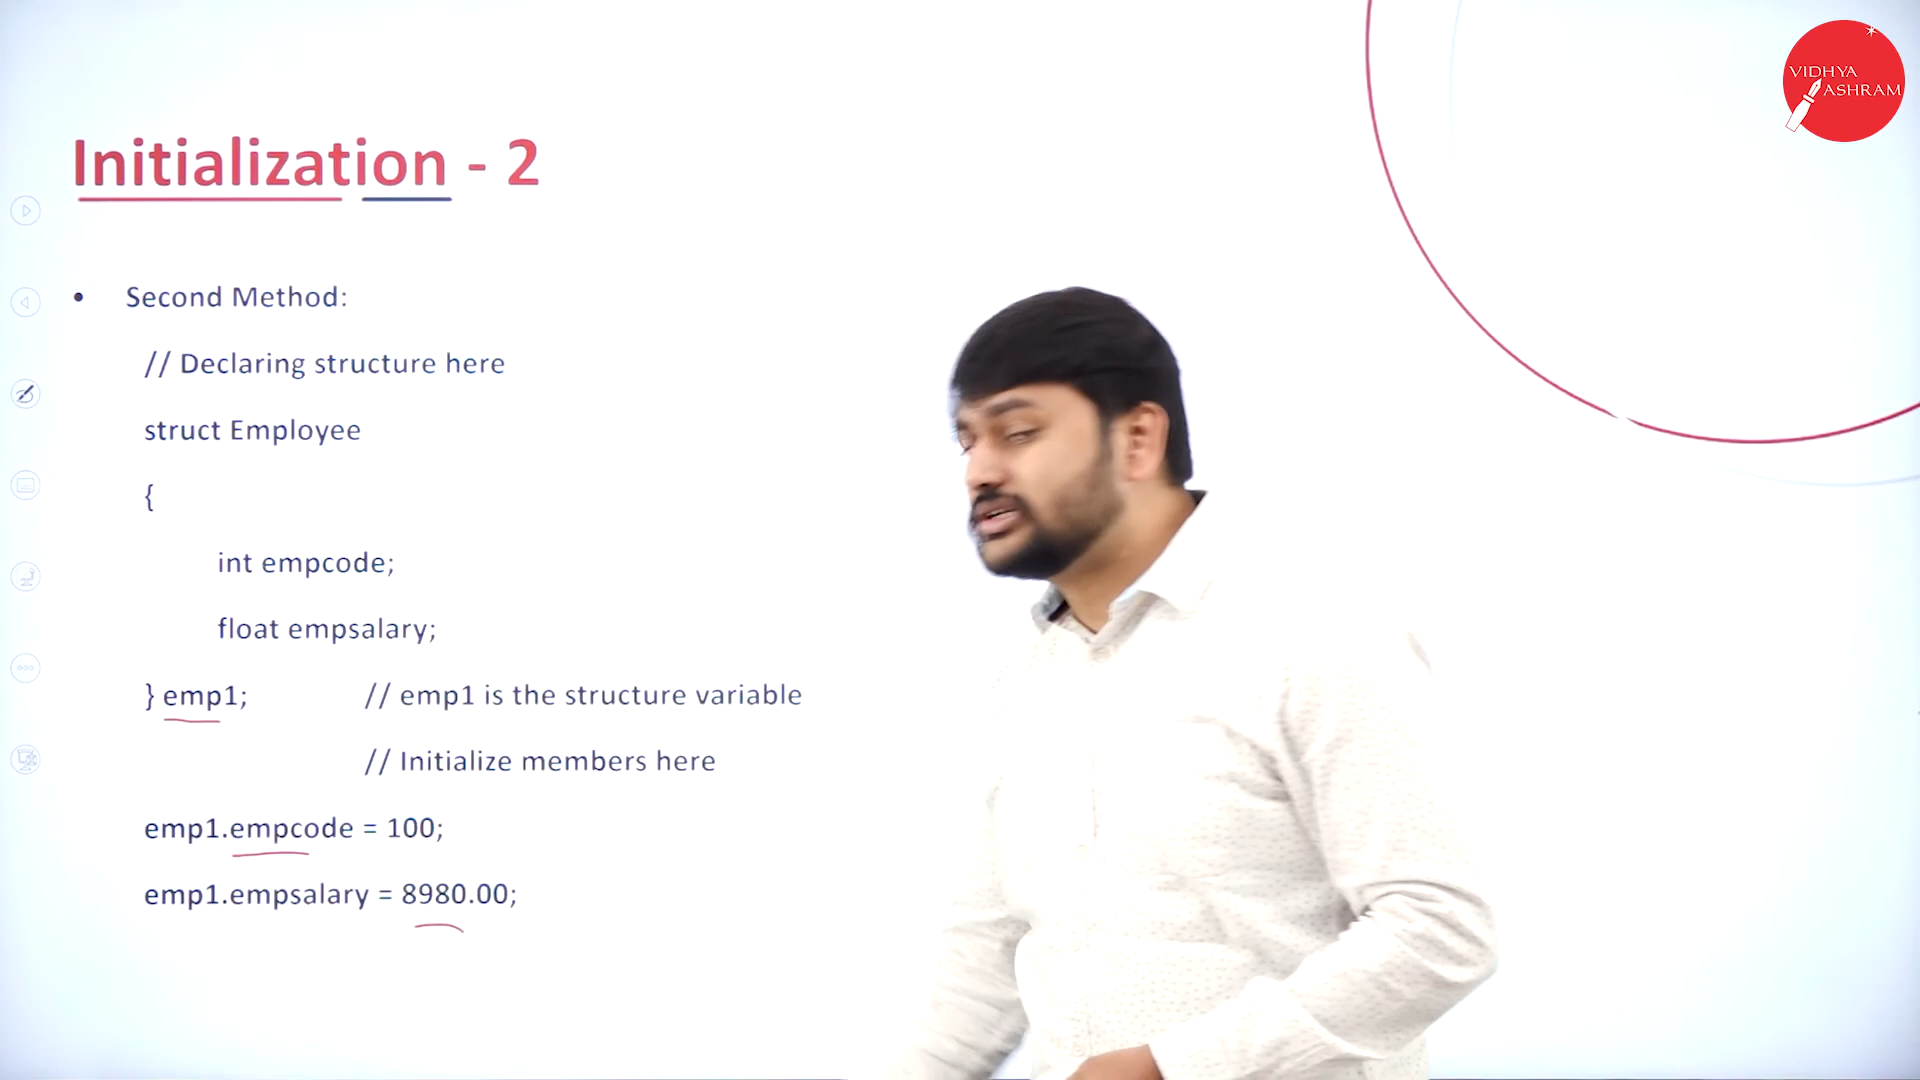 VIDHYA
ASHRAM
Initialization - 2
• Second Method:
// Declaring structure here
struct Employee
{
int empcode;
float empsalary;
} emp1; // emp1 is the structure variable
// Initialize members here
emp1.empcode = 100;
emp1.empsalary = 8980.00;